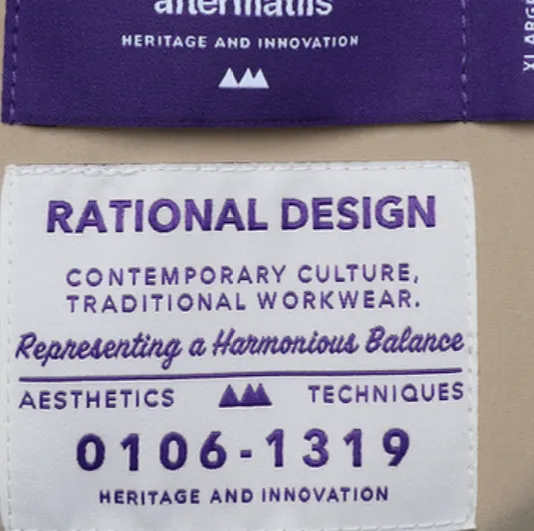 HERITAGE AND INNOVATION
RATIONAL DESIGN
CONTEMPORARY CULTURE,
TRADITIONAL WORKWEAR.
Representing a Harmonious Balance
AESTHETICS TECHNIQUES
0106-1319
HERITAGE AND INNOVATION